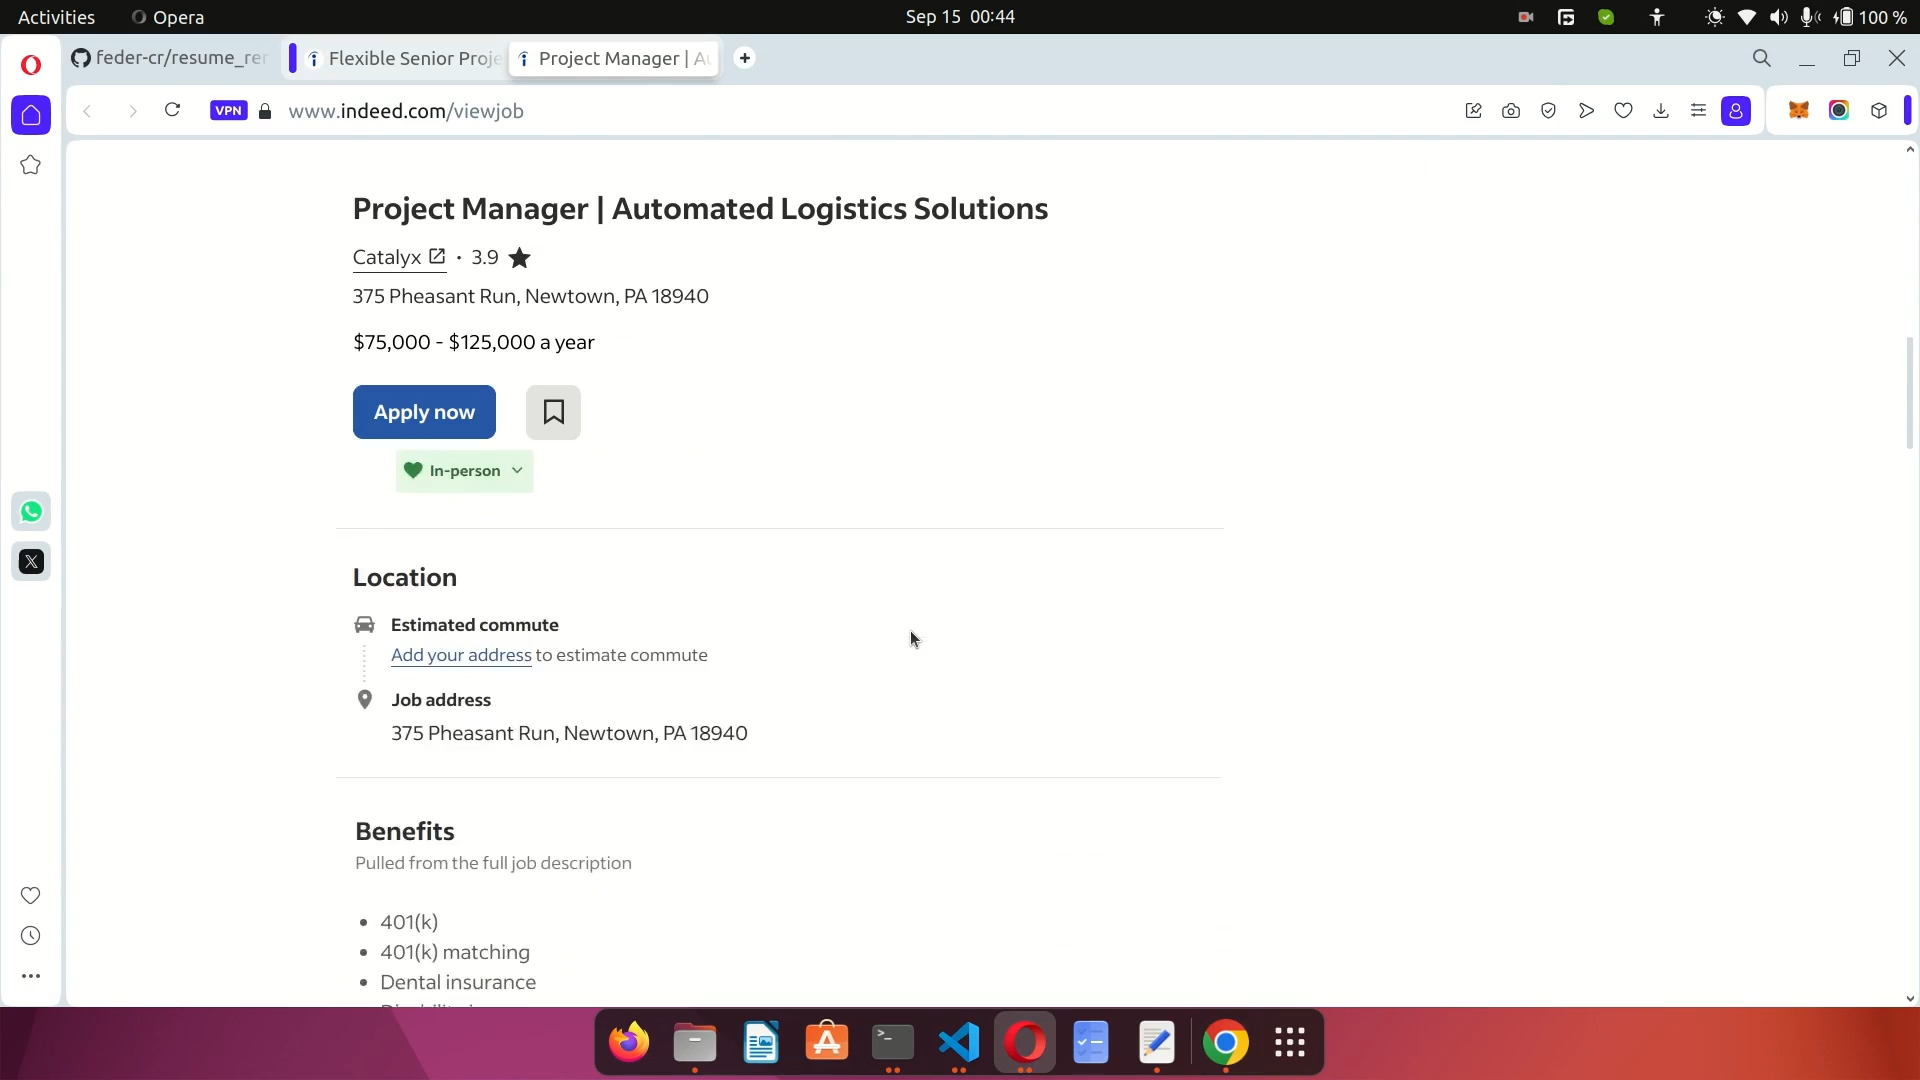 Activities
Opera
Sep 15 00:44
100 %
feder-cr/resume_rer
Flexible Senior Proje
Project Manager | Au
VPN
www.indeed.com/viewjob
Project Manager | Automated Logistics Solutions
Catalyx · 3.9
375 Pheasant Run, Newtown, PA 18940
$75,000 - $125,000 a year
Apply now
In-person
Location
Estimated commute
Add your address to estimate commute
Job address
375 Pheasant Run, Newtown, PA 18940
Benefits
Pulled from the full job description
• 401(k)
• 401(k) matching
• Dental insurance